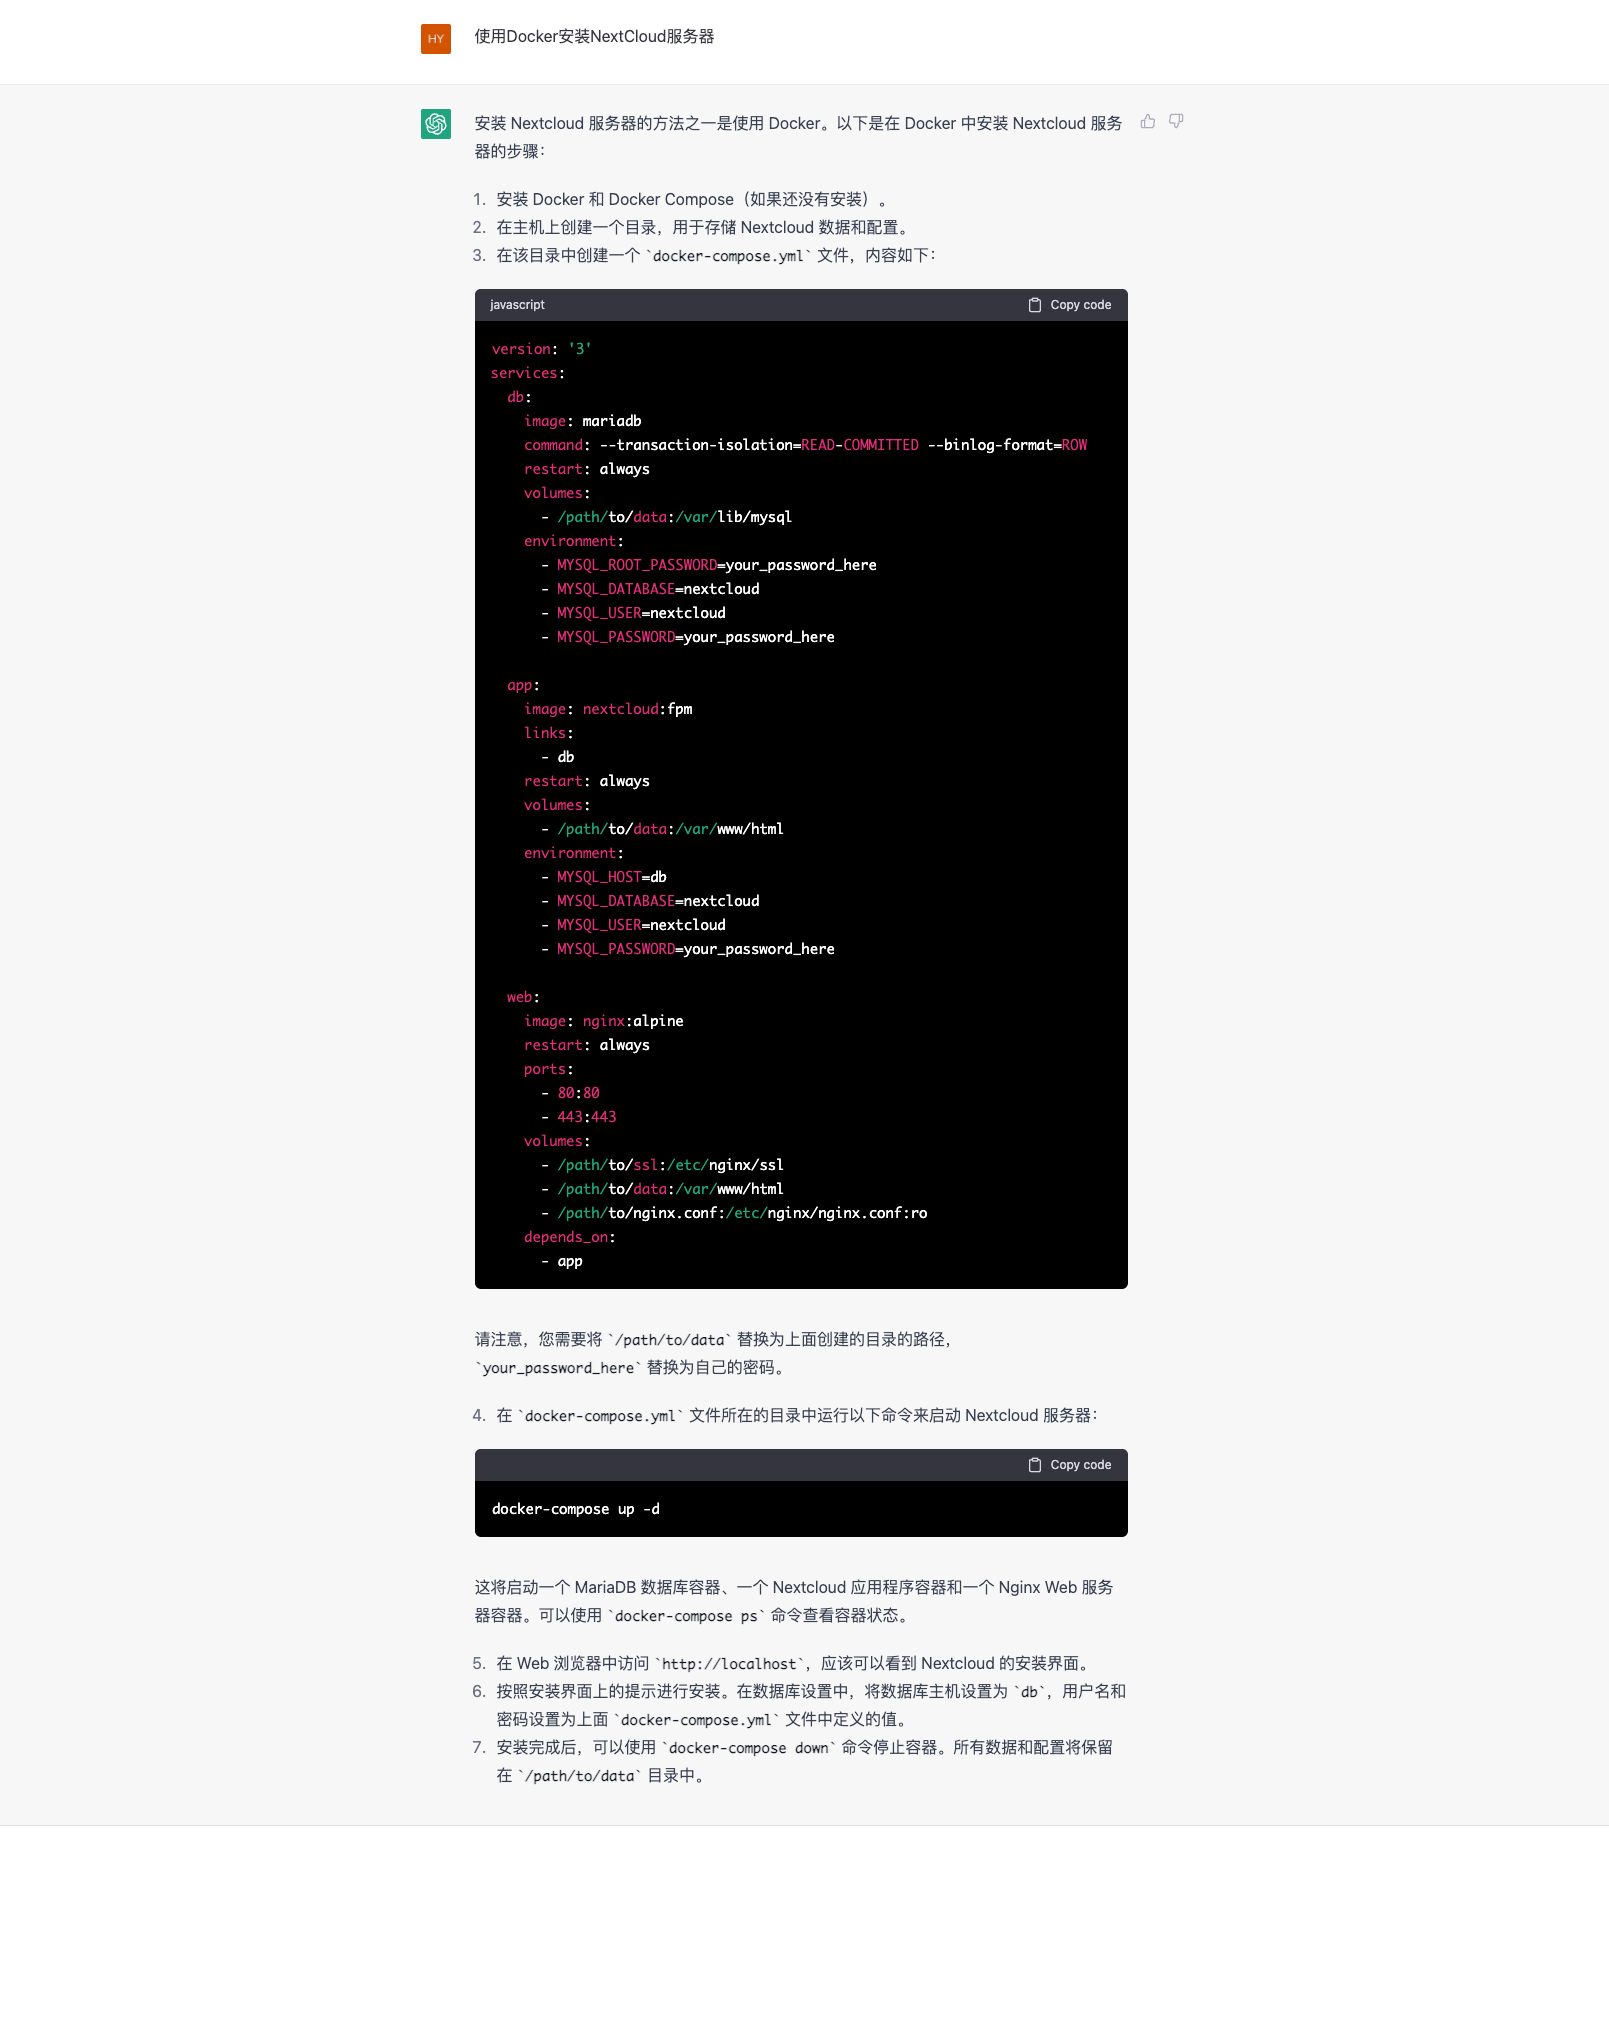 HY
使用Docker安装NextCloud服务器
安装 Nextcloud 服务器的方法之一是使用 Docker。以下是在 Docker 中安装 Nextcloud 服务
器的步骤：
1. 安装 Docker 和 Docker Compose（如果还没有安装）。
2. 在主机上创建一个目录，用于存储 Nextcloud 数据和配置。
3. 在该目录中创建一个 `docker-compose.yml` 文件，内容如下：
javascript
Copy code
version: '3'
services:
  db:
    image: mariadb
    command: --transaction-isolation=READ-COMMITTED --binlog-format=ROW
    restart: always
    volumes:
      - /path/to/data:/var/lib/mysql
    environment:
      - MYSQL_ROOT_PASSWORD=your_password_here
      - MYSQL_DATABASE=nextcloud
      - MYSQL_USER=nextcloud
      - MYSQL_PASSWORD=your_password_here
  app:
    image: nextcloud:fpm
    links:
      - db
    restart: always
    volumes:
      - /path/to/data:/var/www/html
    environment:
      - MYSQL_HOST=db
      - MYSQL_DATABASE=nextcloud
      - MYSQL_USER=nextcloud
      - MYSQL_PASSWORD=your_password_here
  web:
    image: nginx:alpine
    restart: always
    ports:
      - 80:80
      - 443:443
    volumes:
      - /path/to/ssl:/etc/nginx/ssl
      - /path/to/data:/var/www/html
      - /path/to/nginx.conf:/etc/nginx/nginx.conf:ro
    depends_on:
      - app
请注意，您需要将 `/path/to/data` 替换为上面创建的目录的路径，
`your_password_here` 替换为自己的密码。
4. 在 `docker-compose.yml` 文件所在的目录中运行以下命令来启动 Nextcloud 服务器：
Copy code
docker-compose up -d
这将启动一个 MariaDB 数据库容器、一个 Nextcloud 应用程序容器和一个 Nginx Web 服务
器容器。可以使用 `docker-compose ps` 命令查看容器状态。
5. 在 Web 浏览器中访问 `http://localhost`，应该可以看到 Nextcloud 的安装界面。
6. 按照安装界面上的提示进行安装。在数据库设置中，将数据库主机设置为 `db`，用户名和
密码设置为上面 `docker-compose.yml` 文件中定义的值。
7. 安装完成后，可以使用 `docker-compose down` 命令停止容器。所有数据和配置将保留
在 `/path/to/data` 目录中。